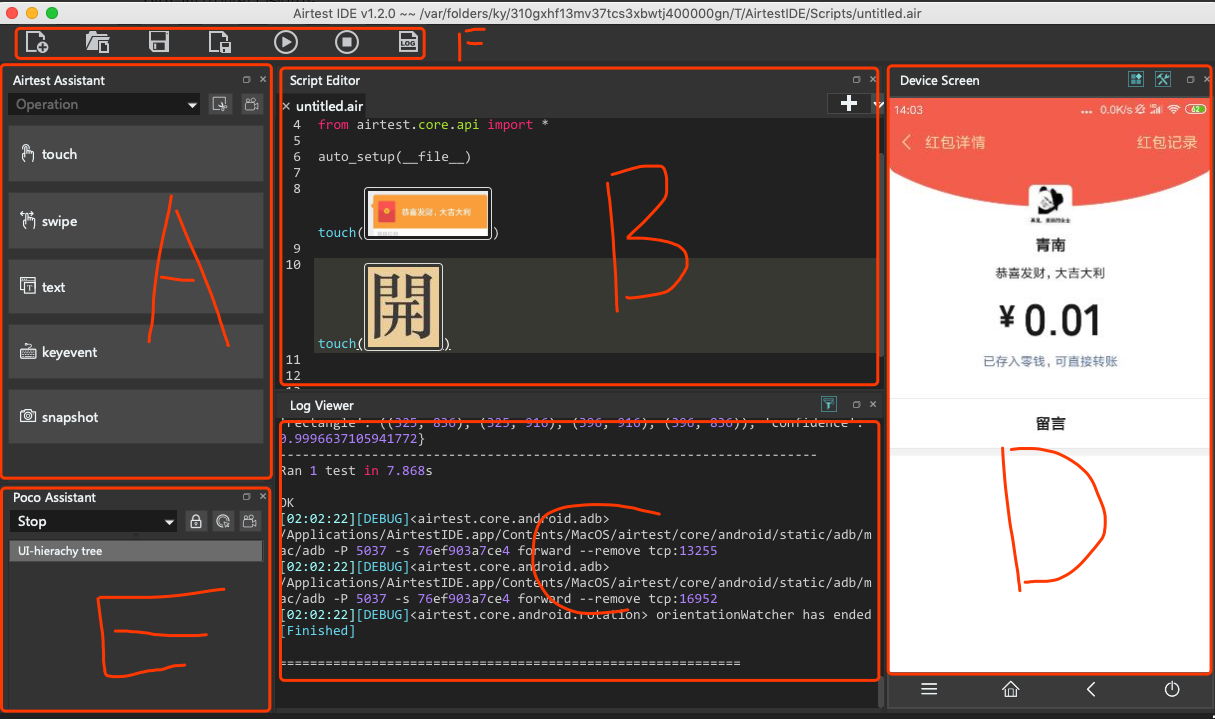 Airtest IDE v1.2.0 ~~ /var/folders/ky/310gxhf13mv37tcs3xbwtj400000gn/T/AirtestIDE/Scripts/untitled.air
LOG
F
Airtest Assistant
Operation
touch
swipe
text
keyevent
snapshot
A
Poco Assistant
Stop
UI-hierachy tree
E
Script Editor
untitled.air
4 from airtest.core.api import *
5
6 auto_setup(__file__)
7
8
恭喜发财，大吉大利
touch( )
9
10
開
touch( )
11
12
B
Log Viewer
'rectangle': ((325, 836), (325, 916), (396, 916), (396, 836)), 'confidence':
0.9996637105941772}
----------------------------------------------------------------------
Ran 1 test in 7.868s
OK
[02:02:22][DEBUG]<airtest.core.android.adb>
/Applications/AirtestIDE.app/Contents/MacOS/airtest/core/android/static/adb/m
ac/adb -P 5037 -s 76ef903a7ce4 forward --remove tcp:13255
[02:02:22][DEBUG]<airtest.core.android.adb>
/Applications/AirtestIDE.app/Contents/MacOS/airtest/core/android/static/adb/m
ac/adb -P 5037 -s 76ef903a7ce4 forward --remove tcp:16952
[02:02:22][DEBUG]<airtest.core.android.rotation> orientationWatcher has ended
[Finished]
============================================================
C
Device Screen
14:03
... 0.0K/s
62
红包详情
红包记录
青南
恭喜发财，大吉大利
¥0.01
已存入零钱，可直接转账
留言
D